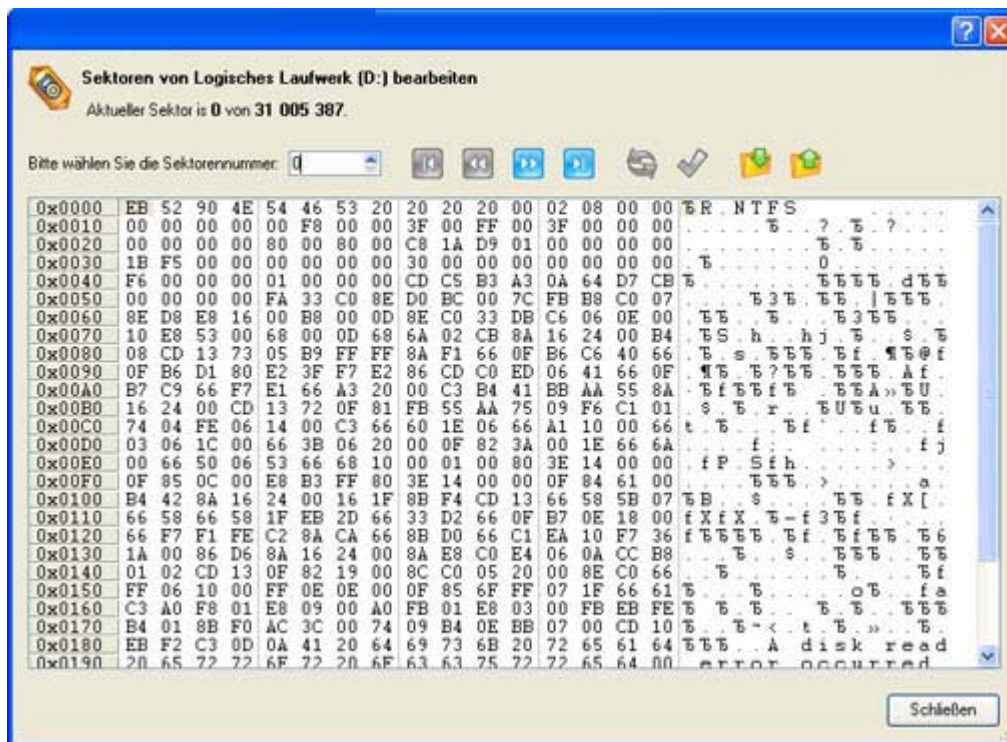 Sektoren von Logisches Laufwerk (D:) bearbeiten
Aktueller Sektor is 0 von 31 005 387.
Bitte wählen Sie die Sektorennummer: 0
0x0000 EB 52 90 4E 54 46 53 20 20 20 20 00 02 08 00 00 ЪR.NTFS .....
0x0010 00 00 00 00 00 F8 00 00 3F 00 FF 00 3F 00 00 00
0x0020 00 00 00 00 80 00 80 00 C8 1A D9 01 00 00 00 00
0x0030 1B F5 00 00 00 00 00 00 30 00 00 00 00 00 00 00
0x0040 F6 00 00 00 01 00 00 00 CD C5 B3 A3 0A 64 D7 CB
0x0050 00 00 00 00 FA 33 C0 8E D0 BC 00 7C FB B8 C0 07
0x0060 8E D8 E8 16 00 B8 00 0D 8E C0 33 DB C6 06 0E 00
0x0070 10 E8 53 00 68 00 0D 68 6A 02 CB 8A 16 24 00 B4
0x0080 08 CD 13 73 05 B9 FF FF 8A F1 66 0F B6 C6 40 66
0x0090 0F B6 D1 80 E2 3F F7 E2 86 CD C0 ED 06 41 66 0F
0x00A0 B7 C9 66 F7 E1 66 A3 20 00 C3 B4 41 BB AA 55 8A
0x00B0 16 24 00 CD 13 72 0F 81 FB 55 AA 75 09 F6 C1 01
0x00C0 74 04 FE 06 14 00 C3 66 60 1E 06 66 A1 10 00 66
0x00D0 03 06 1C 00 66 3B 06 20 00 0F 82 3A 00 1E 66 6A
0x00E0 00 66 50 06 53 66 68 10 00 01 00 80 3E 14 00 00
0x00F0 0F 85 0C 00 E8 B3 FF 80 3E 14 00 00 0F 84 61 00
0x0100 B4 42 8A 16 24 00 16 1F 8B F4 CD 13 66 58 5B 07
0x0110 66 58 66 58 1F EB 2D 66 33 D2 66 0F B7 0E 18 00
0x0120 66 F7 F1 FE C2 8A CA 66 8B D0 66 C1 EA 10 F7 36
0x0130 1A 00 86 D6 8A 16 24 00 8A E8 C0 E4 06 0A CC B8
0x0140 01 02 CD 13 0F 82 19 00 8C C0 05 20 00 8E C0 66
0x0150 FF 06 10 00 FF 0E 0E 00 0F 85 6F FF 07 1F 66 61
0x0160 C3 A0 F8 01 E8 09 00 A0 FB 01 E8 03 00 FB EB FE
0x0170 B4 01 8B F0 AC 3C 00 74 09 B4 0E BB 07 00 CD 10
0x0180 EB F2 C3 0D 0A 41 20 64 69 73 6B 20 72 65 61 64 ЪЪЪ..A disk read
0x0190 20 65 72 72 6F 72 20 6F 63 63 75 72 72 65 64 00 error occurred.
Schließen